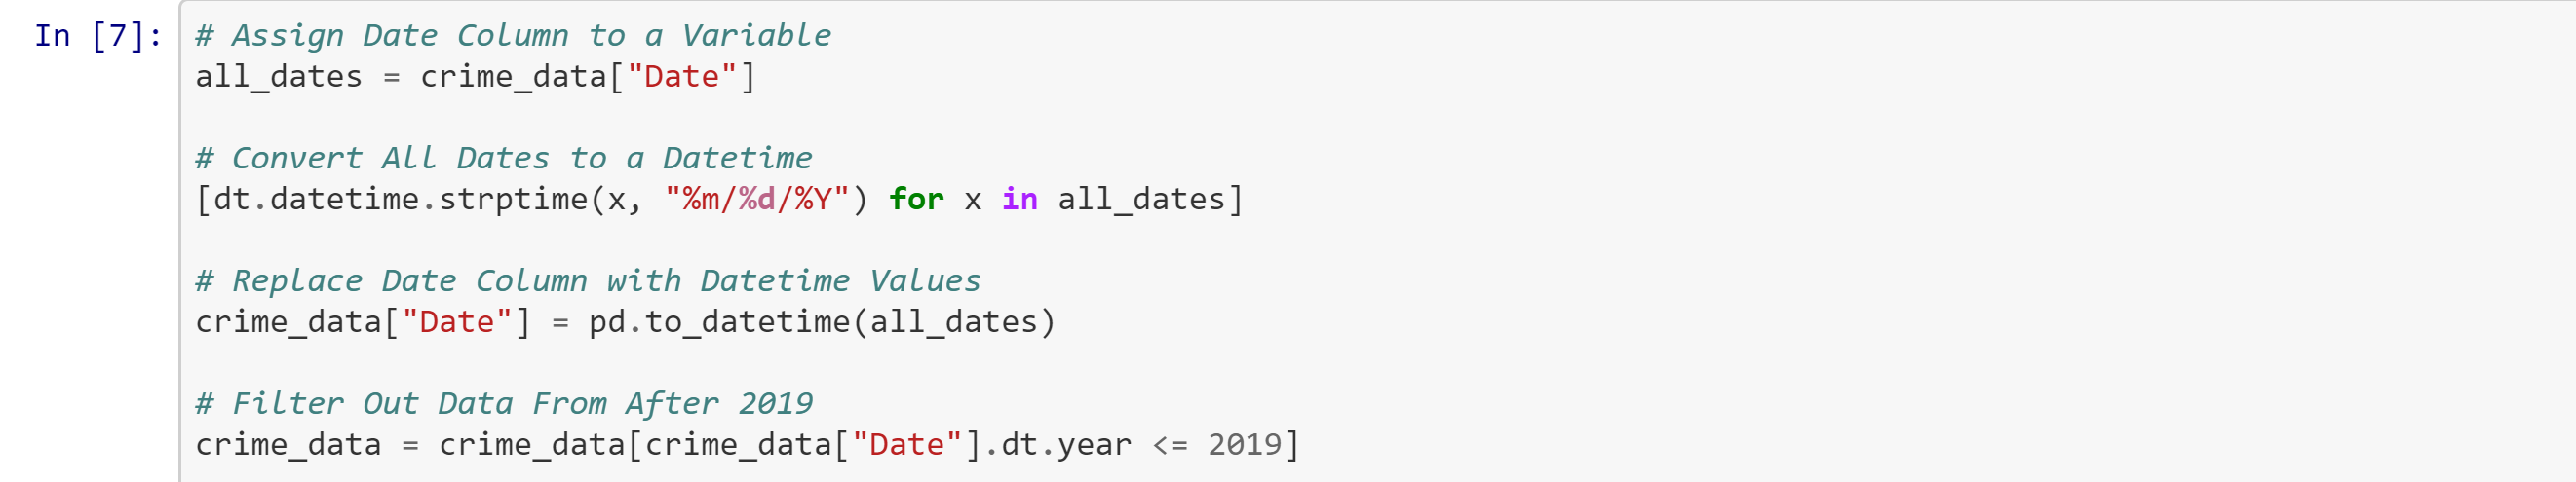 In [7]: # Assign Date Column to a Variable
all_dates = crime_data["Date"]
# Convert All Dates to a Datetime
[dt.datetime.strptime(x, "%m/%d/%Y") for x in all_dates]
# Replace Date Column with Datetime Values
crime_data["Date"] = pd.to_datetime(all_dates)
# Filter Out Data From After 2019
crime_data = crime_data[crime_data["Date"].dt.year <= 2019]